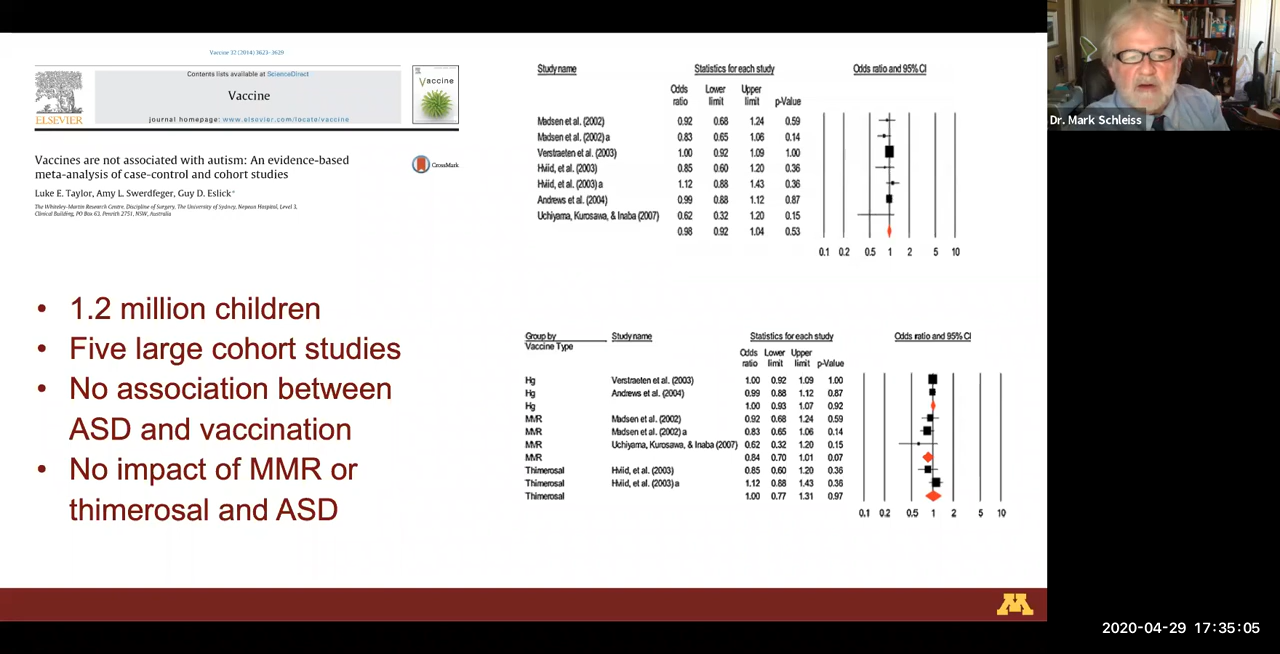 Vaccine 32 (2014) 3623–3629
Contents lists available at ScienceDirect
Vaccine
journal homepage: www.elsevier.com/locate/vaccine
ELSEVIER
Vaccine
Vaccines are not associated with autism: An evidence-based
meta-analysis of case-control and cohort studies
CrossMark
Luke E. Taylor, Amy L. Swerdfeger, Guy D. Eslick*
The Whiteley-Martin Research Centre, Discipline of Surgery, The University of Sydney, Nepean Hospital, Level 3,
Clinical Building, PO Box 63, Penrith 2751, NSW, Australia
• 1.2 million children
• Five large cohort studies
• No association between
ASD and vaccination
• No impact of MMR or
thimerosal and ASD
Study name Statistics for each study Odds ratio and 95% CI
Odds Lower Upper
ratio limit limit p-Value
Madsen et al. (2002) 0.92 0.68 1.24 0.59
Madsen et al. (2002) a 0.83 0.65 1.06 0.14
Verstraeten et al. (2003) 1.00 0.92 1.09 1.00
Hviid, et al. (2003) 0.85 0.60 1.20 0.36
Hviid, et al. (2003) a 1.12 0.88 1.43 0.36
Andrews et al. (2004) 0.99 0.88 1.12 0.87
Uchiyama, Kurosawa, & Inaba (2007) 0.62 0.32 1.20 0.15
0.98 0.92 1.04 0.53
0.1 0.2 0.5 1 2 5 10
Group by Study name Statistics for each study Odds ratio and 95% CI
Vaccine Type
Odds Lower Upper
ratio limit limit p-Value
Hg Verstraeten et al. (2003) 1.00 0.92 1.09 1.00
Hg Andrews et al. (2004) 0.99 0.88 1.12 0.87
Hg 1.00 0.93 1.07 0.92
MMR Madsen et al. (2002) 0.92 0.68 1.24 0.59
MMR Madsen et al. (2002) a 0.83 0.65 1.06 0.14
MMR Uchiyama, Kurosawa, & Inaba (2007) 0.62 0.32 1.20 0.15
MMR 0.84 0.70 1.01 0.07
Thimerosal Hviid, et al. (2003) 0.85 0.60 1.20 0.36
Thimerosal Hviid, et al. (2003) a 1.12 0.88 1.43 0.36
Thimerosal 1.00 0.77 1.31 0.97
0.1 0.2 0.5 1 2 5 10
M
Dr. Mark Schleiss
2020-04-29 17:35:05